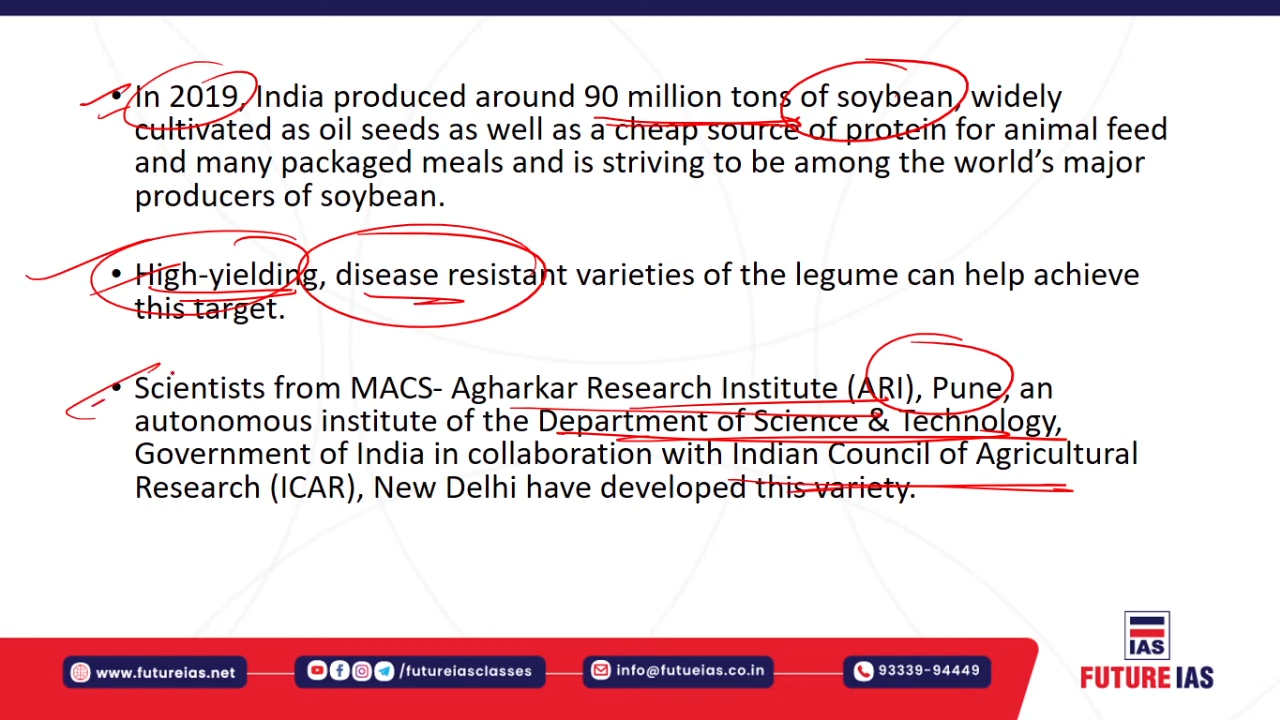 • In 2019, India produced around 90 million tons of soybean, widely
cultivated as oil seeds as well as a cheap source of protein for animal feed
and many packaged meals and is striving to be among the world's major
producers of soybean.
• High-yielding, disease resistant varieties of the legume can help achieve
this target.
• Scientists from MACS- Agharkar Research Institute (ARI), Pune, an
autonomous institute of the Department of Science & Technology,
Government of India in collaboration with Indian Council of Agricultural
Research (ICAR), New Delhi have developed this variety.
IAS
FUTURE IAS
www.futureias.net
/futureiasclasses
info@futueias.co.in
93339-94449